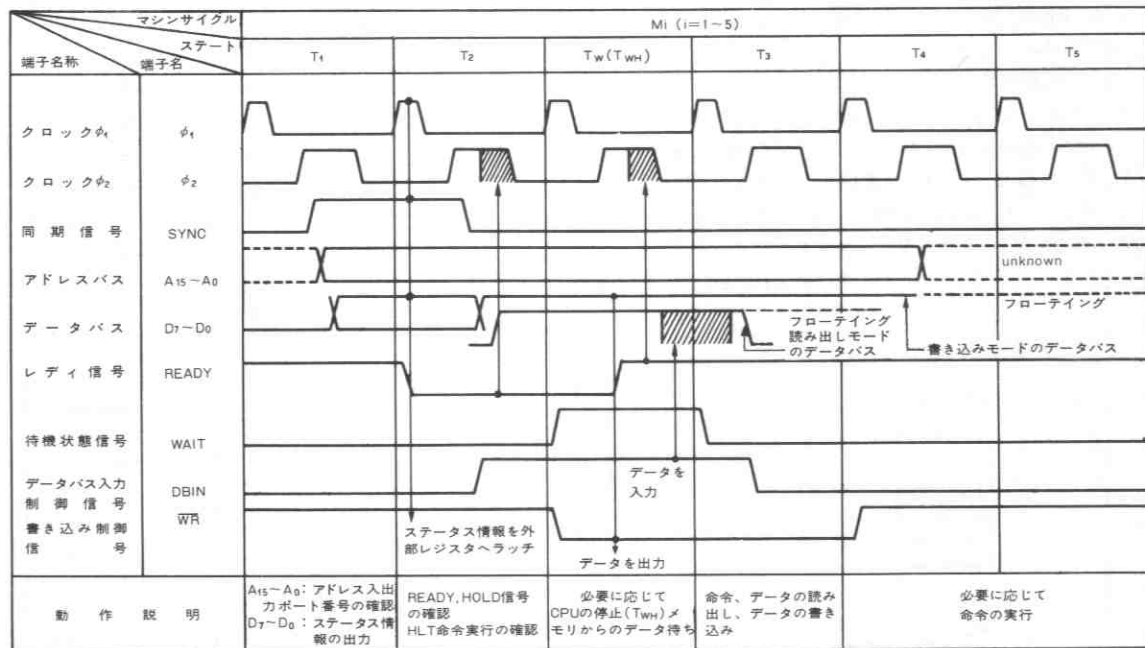 マシンサイクル
Mi (i=1~5)
ステート
端子名称
端子名
T₁
T₂
Tw(TWH)
T₃
T₄
T₅
クロックφ₁
φ₁
クロックφ₂
φ₂
同期信号
SYNC
アドレスバス
A₁₅~A₀
unknown
フローテイング
データバス
D₇~D₀
フローテイング
読み出しモード
のデータバス
書き込みモードのデータバス
レディ信号
READY
待機状態信号
WAIT
データバス入力
制御信号
DBIN
データを
入力
書き込み制御
信号
W̅R̅
ステータス情報を外
部レジスタへラッチ
データを出力
動作説明
A₁₅~A₀: アドレス入出
力ポート番号の確認
D₇~D₀: ステータス情
報の出力
READY, HOLD信号
の確認
HLT命令実行の確認
必要に応じて
CPUの停止(TWH)メ
モリからのデータ待ち
命令、データの読み
出し、データの書き
込み
必要に応じて
命令の実行